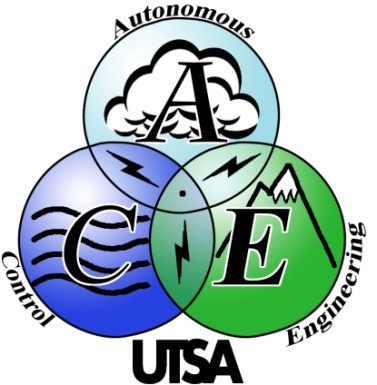 Autonomous
A
C
E
Control
Engineering
UTSA